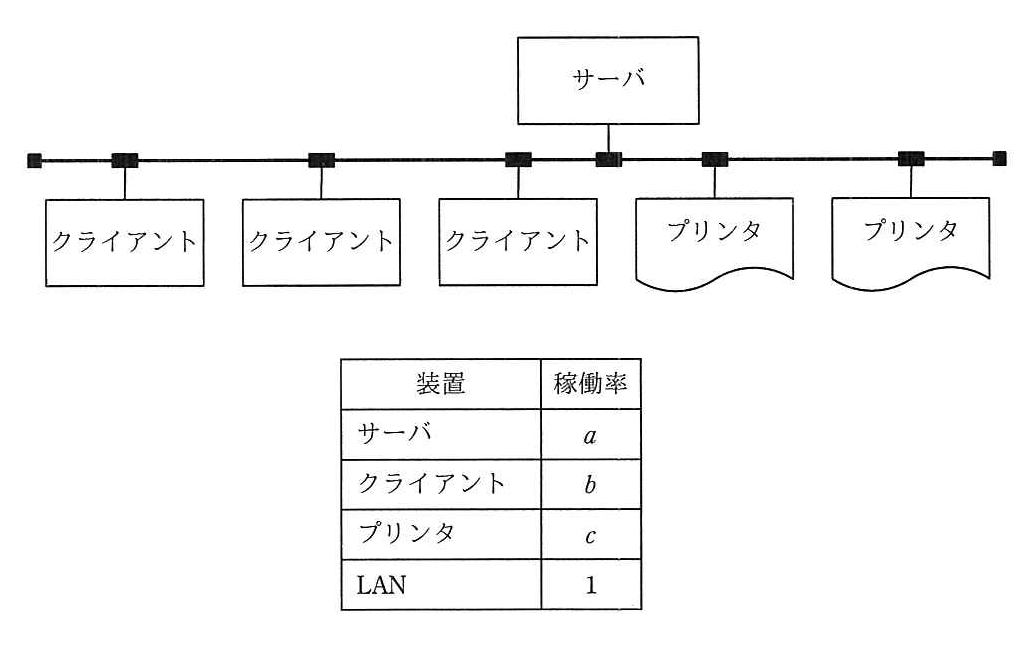 サーバ
クライアント クライアント クライアント プリンタ プリンタ
装置 稼働率
サーバ a
クライアント b
プリンタ c
LAN 1